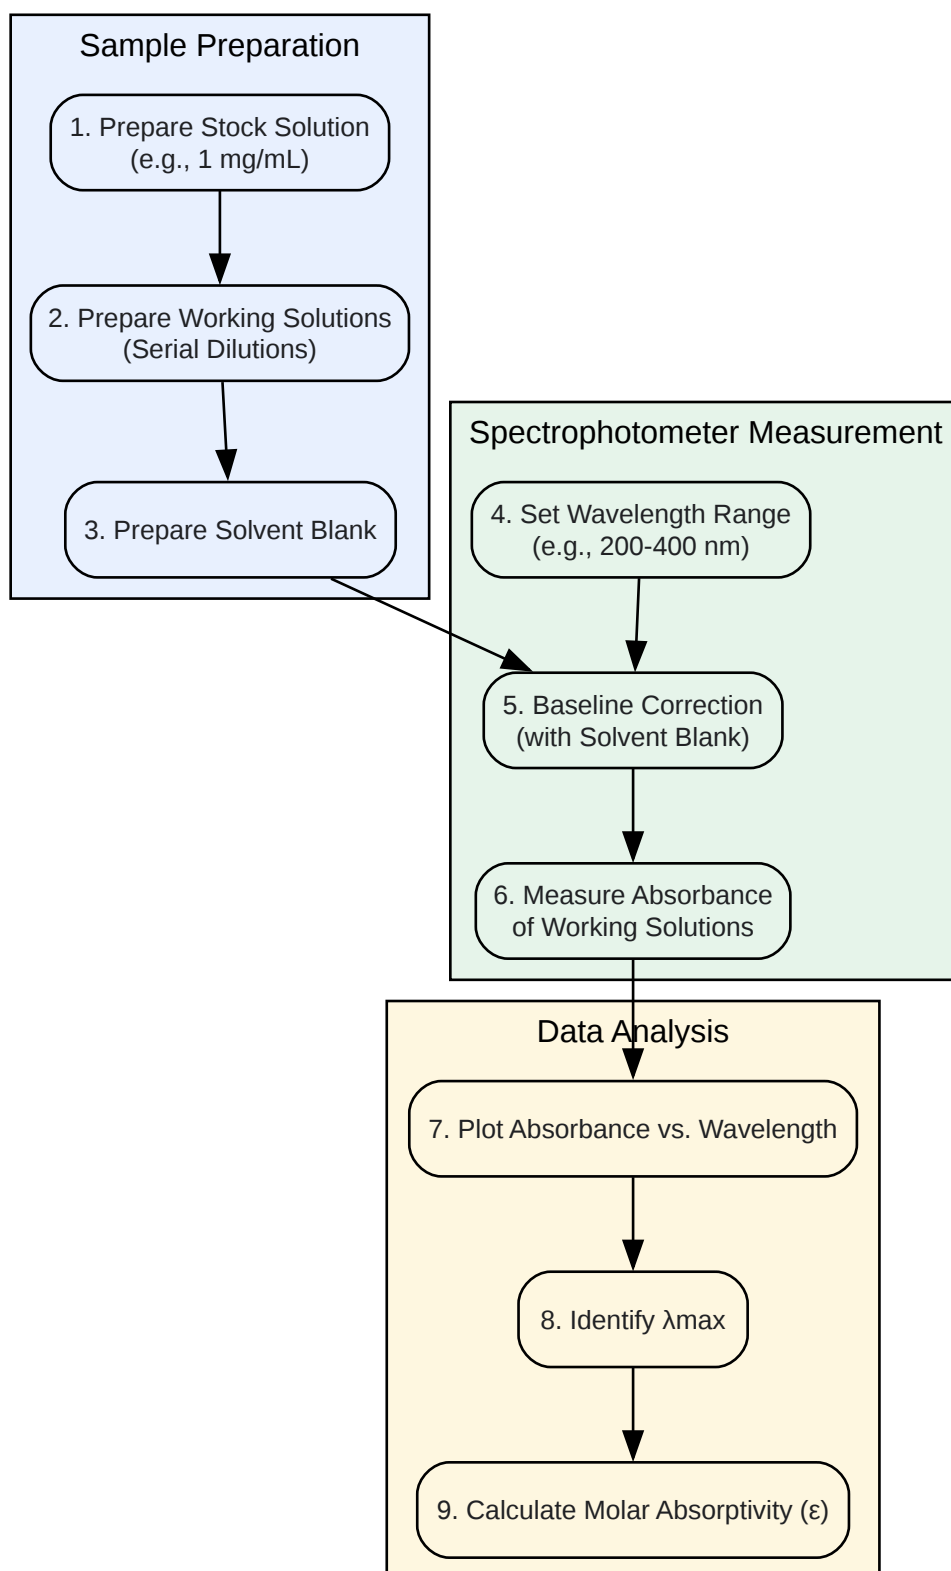 Sample Preparation
1. Prepare Stock Solution
(e.g., 1 mg/mL)
2. Prepare Working Solutions
(Serial Dilutions)
3. Prepare Solvent Blank
Spectrophotometer Measurement
4. Set Wavelength Range
(e.g., 200-400 nm)
5. Baseline Correction
(with Solvent Blank)
6. Measure Absorbance
of Working Solutions
Data Analysis
7. Plot Absorbance vs. Wavelength
8. Identify λmax
9. Calculate Molar Absorptivity (ε)